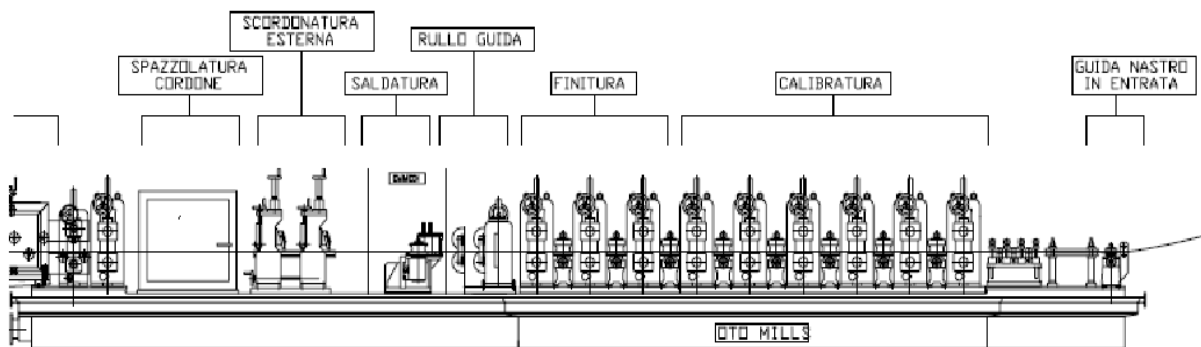 SCORDONATURA
ESTERNA
RULLO GUIDA
SPAZZOLATURA
CORDONE
SALDATURA
FINITURA
CALIBRATURA
GUIDA NASTRO
IN ENTRATA
OTO MILLS